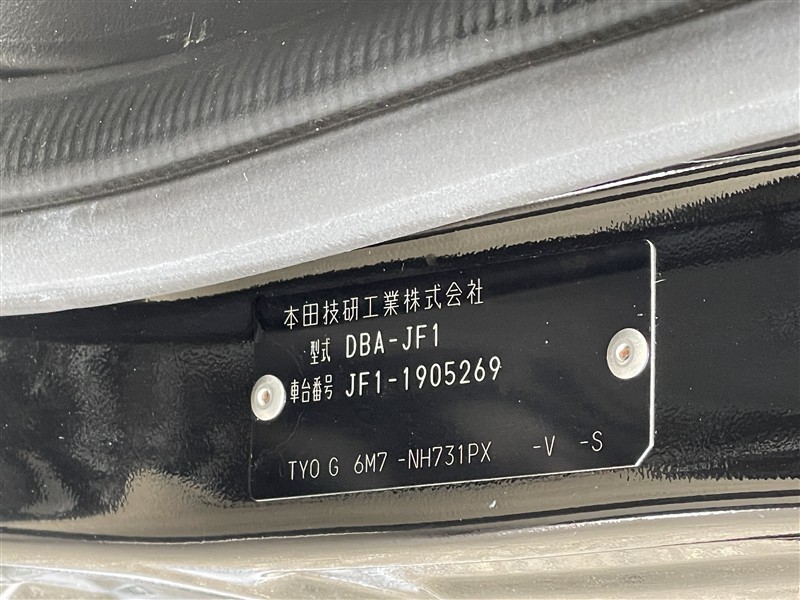 本田技研工業株式会社
型式 DBA-JF1
車台番号 JF1-1905269
TYO G 6M7 -NH731PX -V -S